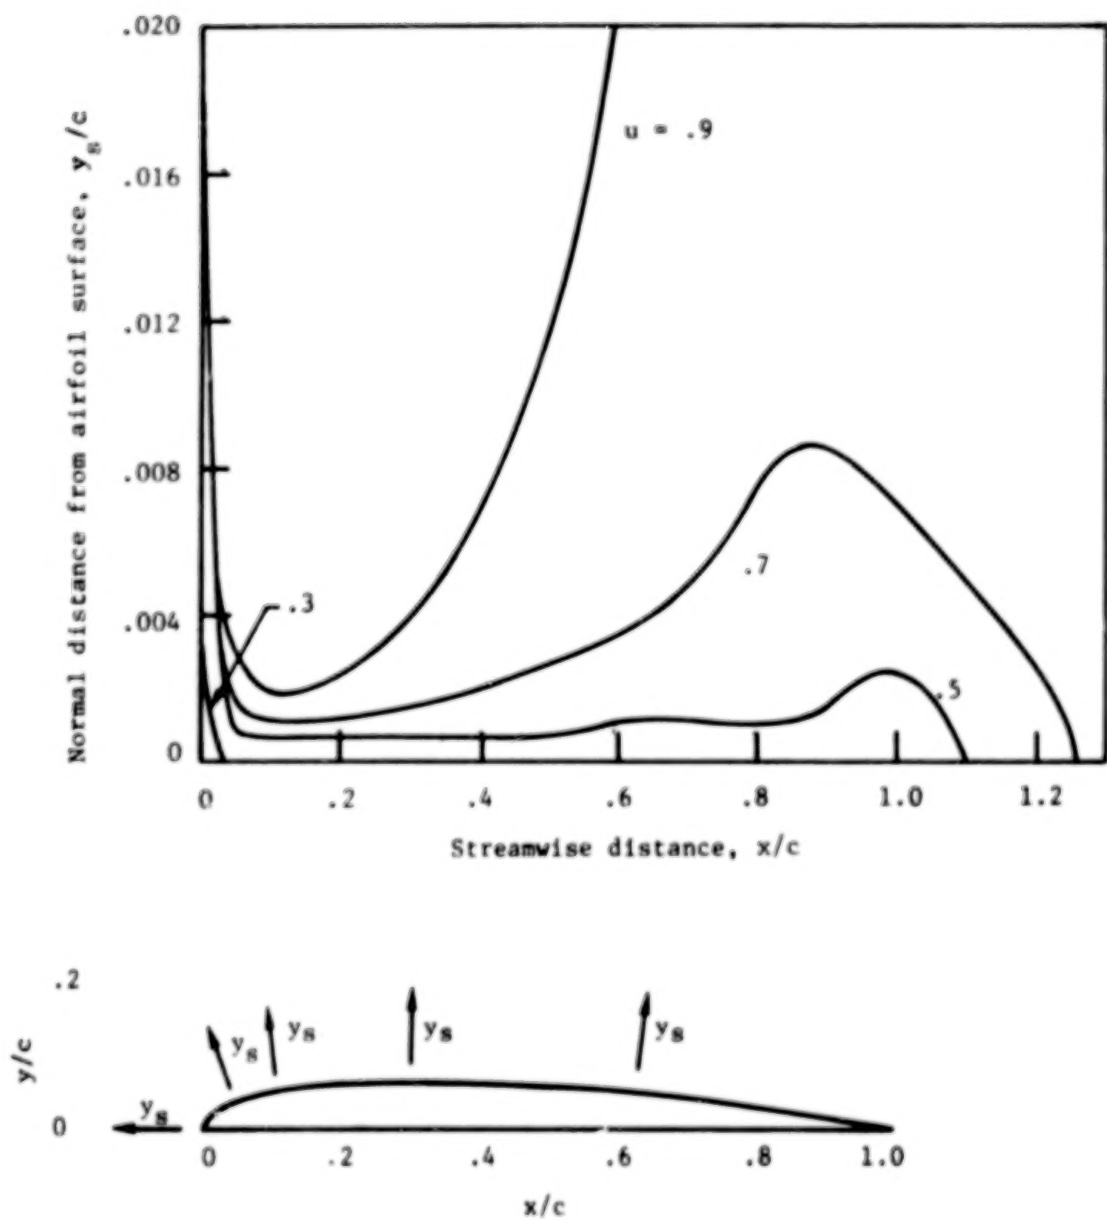 .020
.016
.012
.008
.004
0
Normal distance from airfoil surface, y_s/c
u = .9
.7
.5
.3
0 .2 .4 .6 .8 1.0 1.2
Streamwise distance, x/c
.2
0
y/c
y_s
y_s
y_s
y_s
y_s
0 .2 .4 .6 .8 1.0
x/c